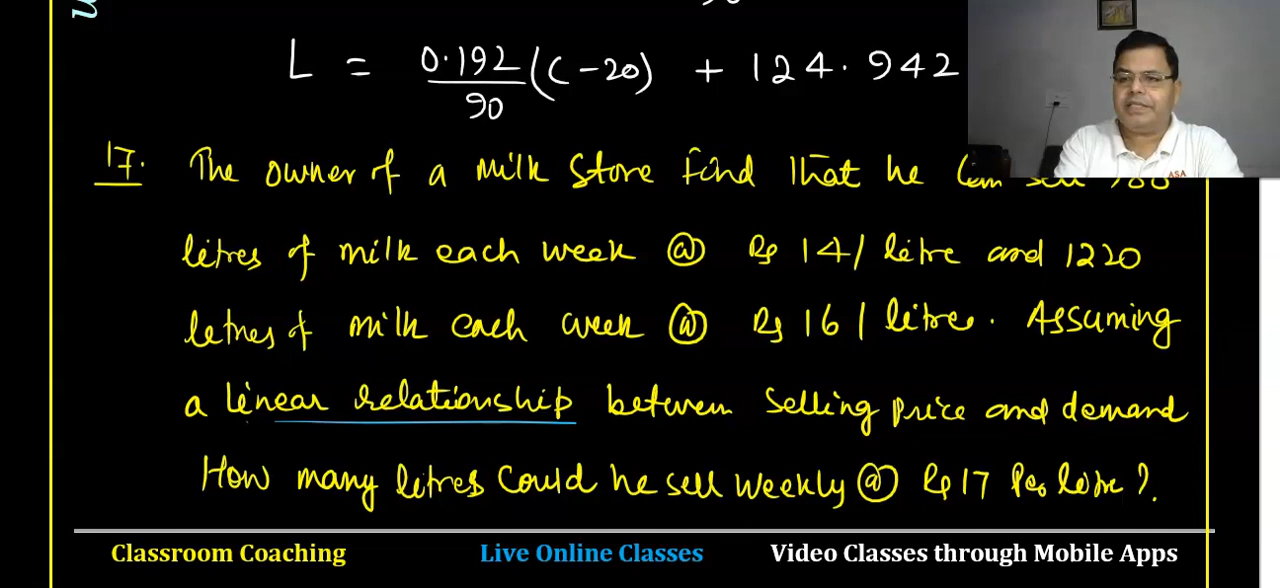 L = 0.192/90 (C - 20) + 124.942
17. The owner of a milk store find that he
litres of milk each week @ Rs 14/ litre and 1220
letres of milk each week @ Rs 16/ litre. Assuming
a linear relationship between selling price and demand
How many litres could he sell weekly @ Rs 17 Per litre ?.
ASA
Classroom Coaching Live Online Classes Video Classes through Mobile Apps